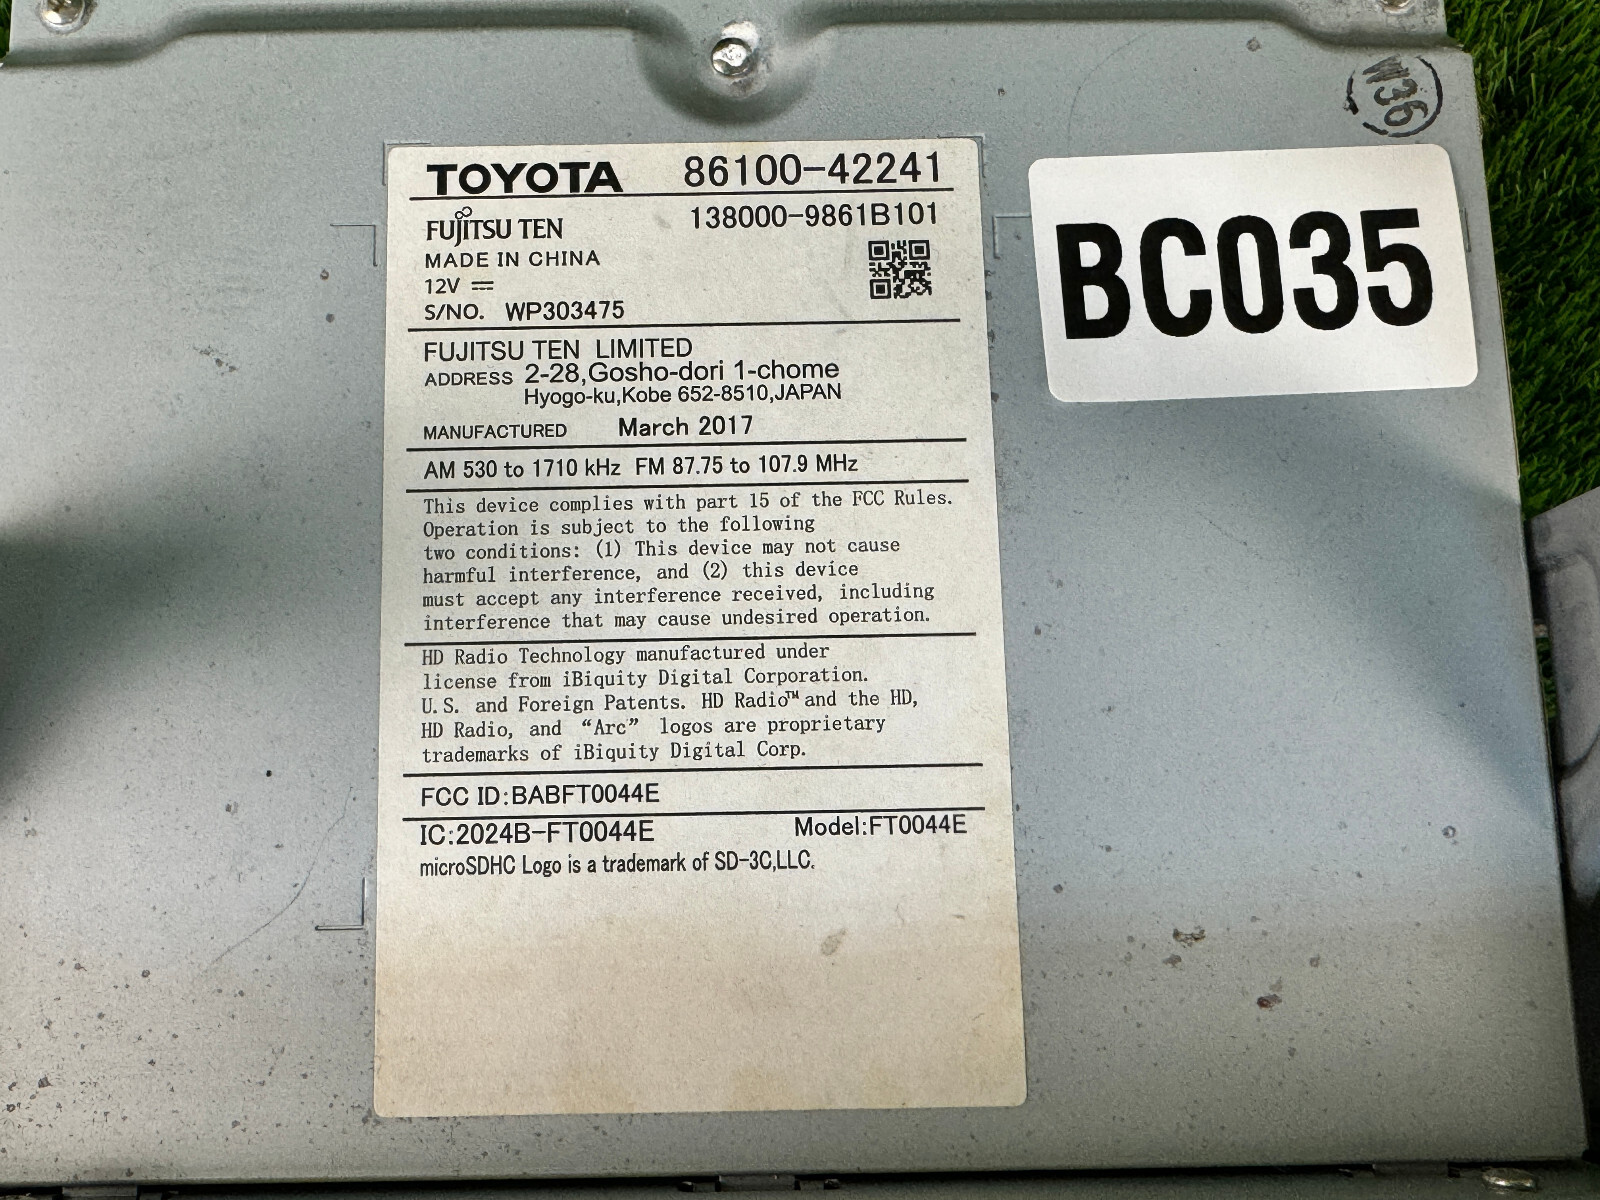 W36
TOYOTA 86100-42241
FUJITSU TEN 138000-9861B101
MADE IN CHINA
12V ⎓
S/NO. WP303475
BC035
FUJITSU TEN LIMITED
ADDRESS 2-28,Gosho-dori 1-chome
Hyogo-ku,Kobe 652-8510,JAPAN
MANUFACTURED March 2017
AM 530 to 1710 kHz FM 87.75 to 107.9 MHz
This device complies with part 15 of the FCC Rules.
Operation is subject to the following
two conditions: (1) This device may not cause
harmful interference, and (2) this device
must accept any interference received, including
interference that may cause undesired operation.
HD Radio Technology manufactured under
license from iBiquity Digital Corporation.
U.S. and Foreign Patents. HD Radio™ and the HD,
HD Radio, and “Arc” logos are proprietary
trademarks of iBiquity Digital Corp.
FCC ID:BABFT0044E
IC:2024B-FT0044E Model:FT0044E
microSDHC Logo is a trademark of SD-3C,LLC.